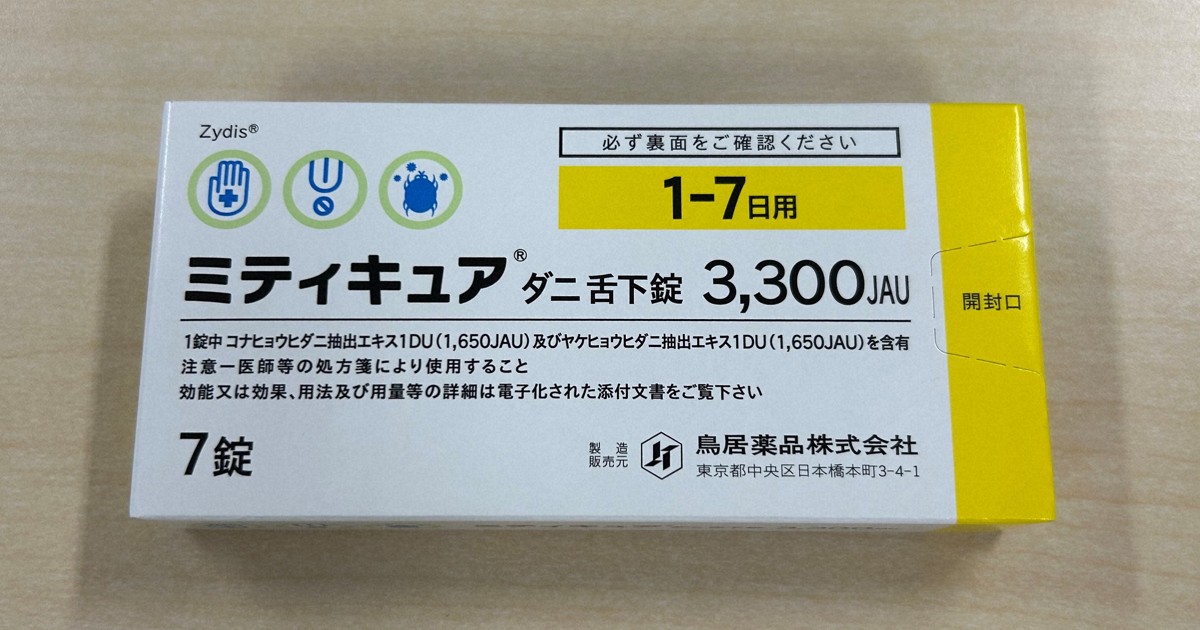 Zydis®
必ず裏面をご確認ください
1-7日用
ミティキュア® ダニ舌下錠 3,300JAU
開封口
1錠中 コナヒョウヒダニ抽出エキス1DU(1,650JAU)及びヤケヒョウヒダニ抽出エキス1DU(1,650JAU)を含有
注意ー医師等の処方箋により使用すること
効能又は効果、用法及び用量等の詳細は電子化された添付文書をご覧下さい
7錠
製造
販売元
鳥居薬品株式会社
東京都中央区日本橋本町3-4-1